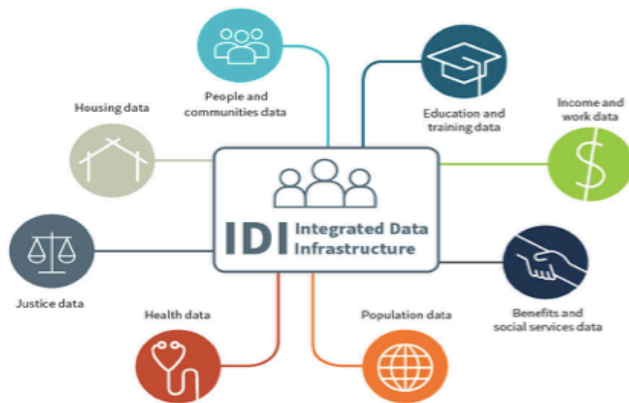 People and
communities data
Education and
training data
Income and
work data
Housing data
IDI Integrated Data
Infrastructure
Justice data
Benefits and
social services data
Health data
Population data